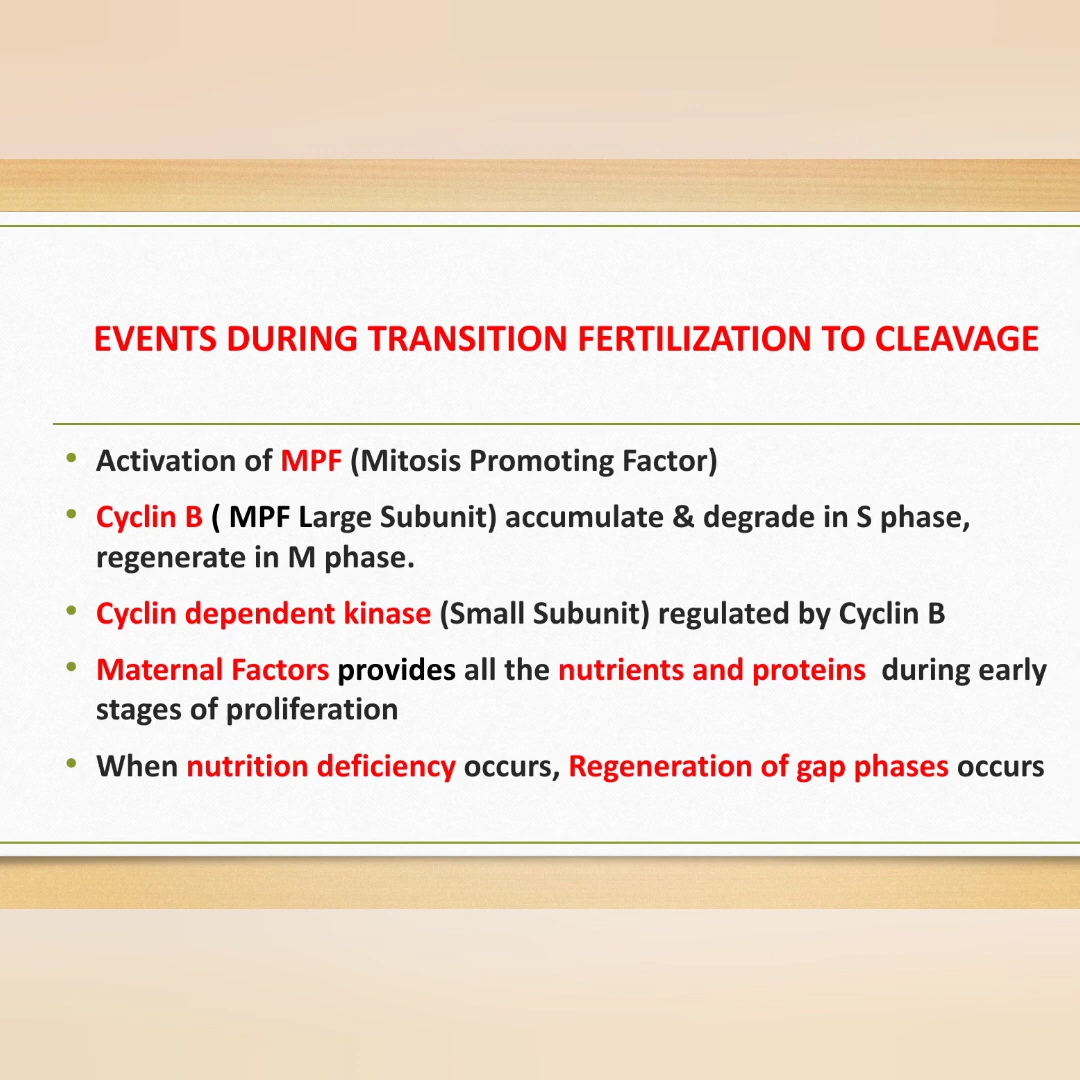 EVENTS DURING TRANSITION FERTILIZATION TO CLEAVAGE
• Activation of MPF (Mitosis Promoting Factor)
• Cyclin B ( MPF Large Subunit) accumulate & degrade in S phase,
regenerate in M phase.
• Cyclin dependent kinase (Small Subunit) regulated by Cyclin B
• Maternal Factors provides all the nutrients and proteins during early
stages of proliferation
• When nutrition deficiency occurs, Regeneration of gap phases occurs